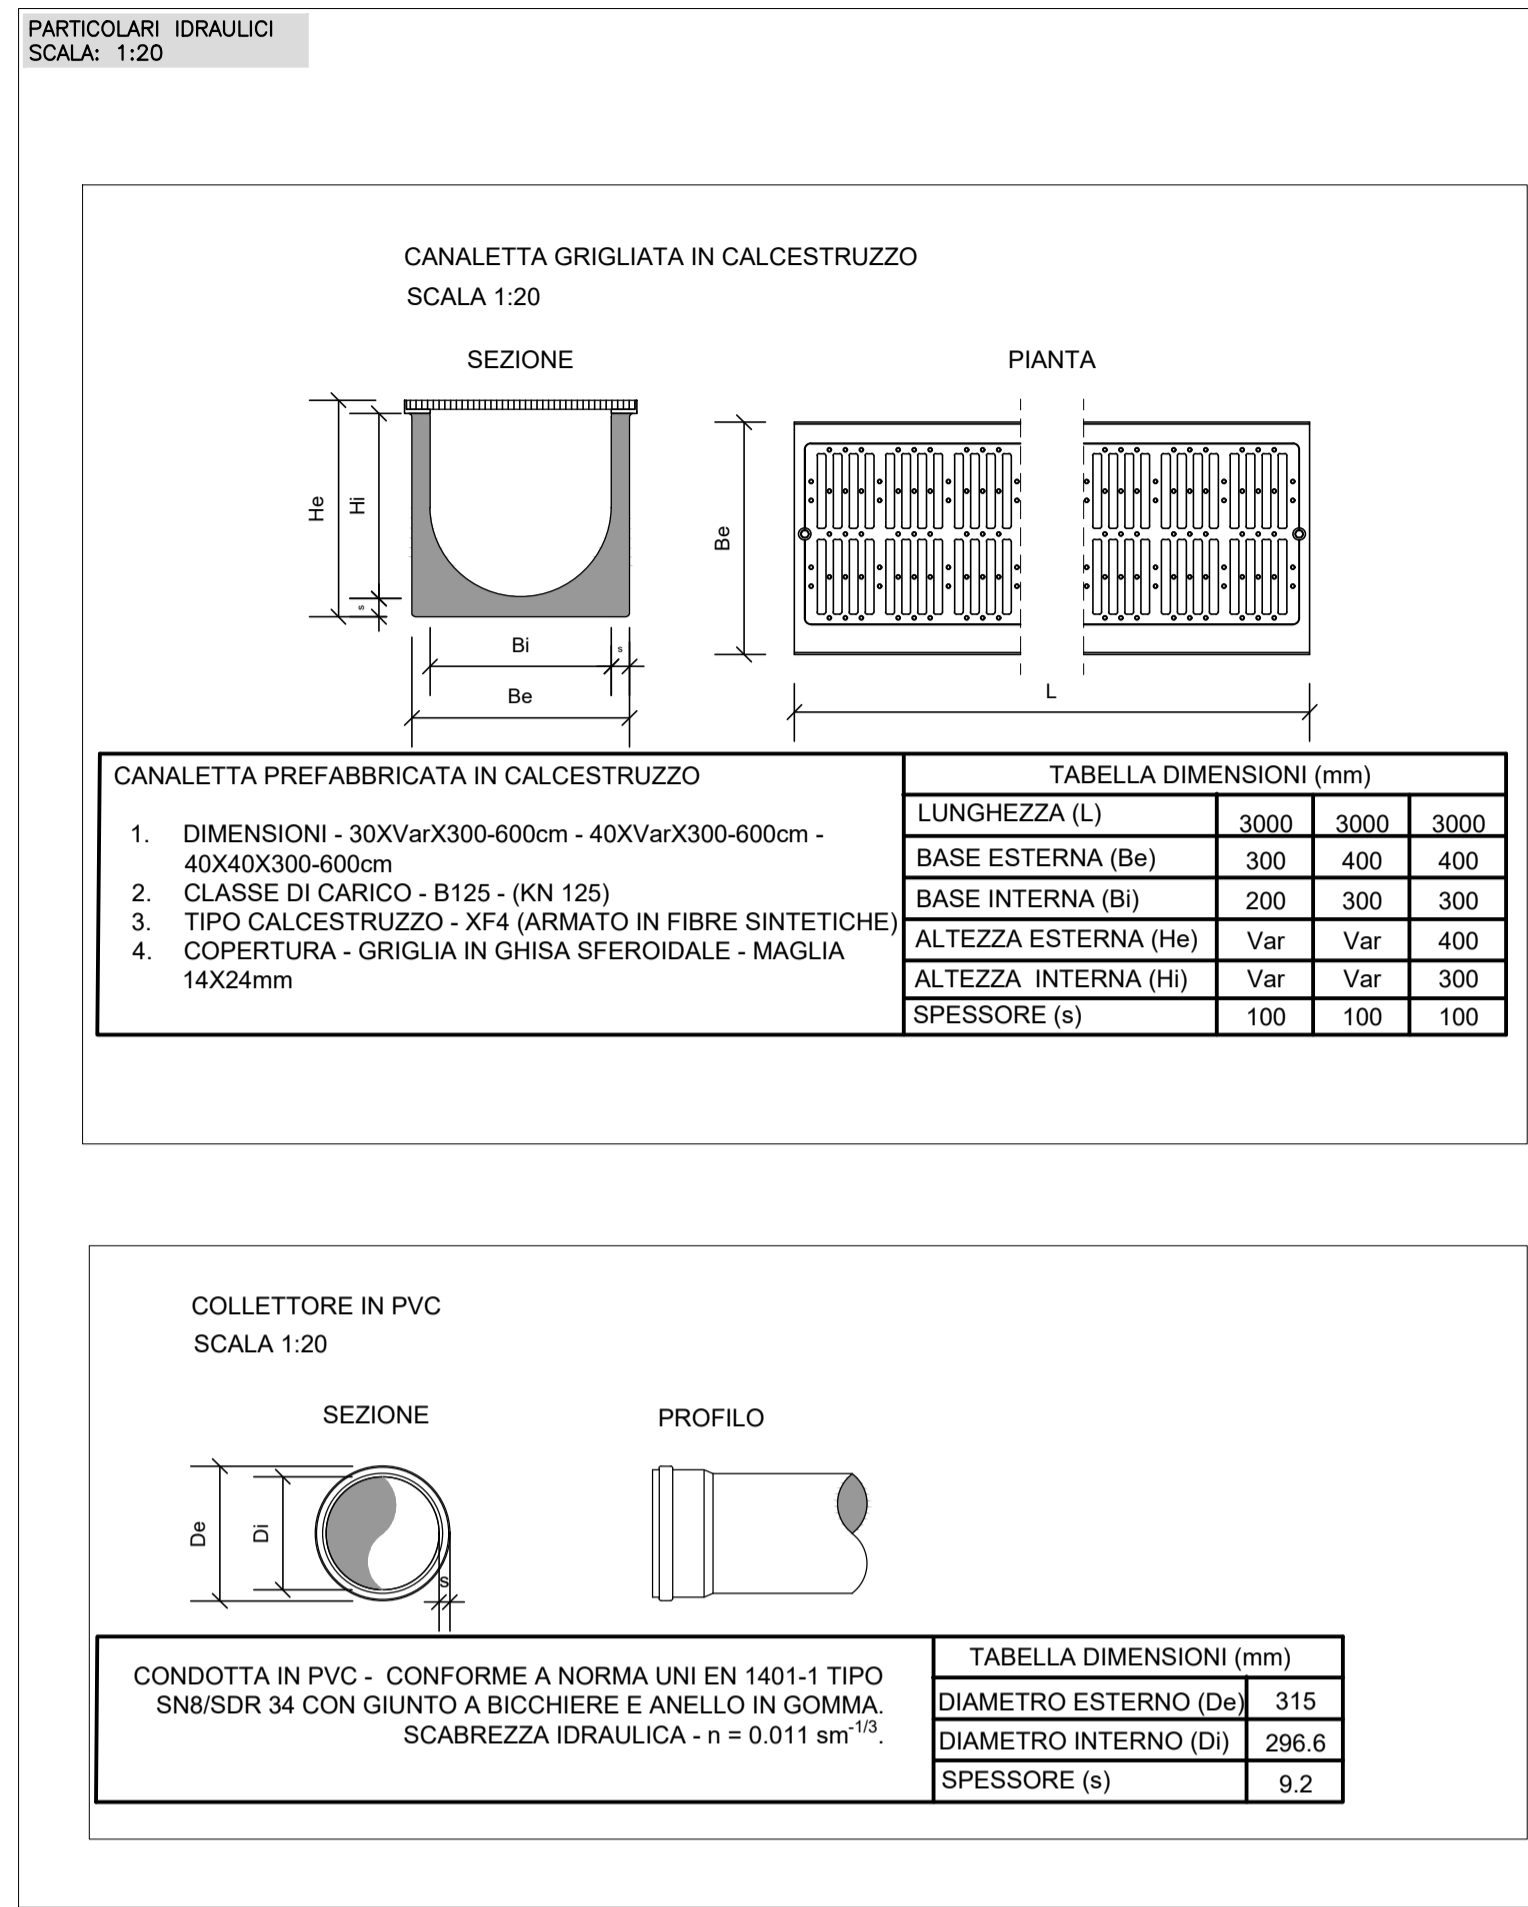 PARTICOLARI IDRAULICI
SCALA: 1:20
CANALETTA GRIGLIATA IN CALCESTRUZZO
SCALA 1:20
SEZIONE
PIANTA
He
Hi
s
Bi
s
Be
Be
L
CANALETTA PREFABBRICATA IN CALCESTRUZZO
1. DIMENSIONI - 30XVarX300-600cm - 40XVarX300-600cm -
40X40X300-600cm
2. CLASSE DI CARICO - B125 - (KN 125)
3. TIPO CALCESTRUZZO - XF4 (ARMATO IN FIBRE SINTETICHE)
4. COPERTURA - GRIGLIA IN GHISA SFEROIDALE - MAGLIA
14X24mm
TABELLA DIMENSIONI (mm)
LUNGHEZZA (L) 3000 3000 3000
BASE ESTERNA (Be) 300 400 400
BASE INTERNA (Bi) 200 300 300
ALTEZZA ESTERNA (He) Var Var 400
ALTEZZA INTERNA (Hi) Var Var 300
SPESSORE (s) 100 100 100
COLLETTORE IN PVC
SCALA 1:20
SEZIONE
PROFILO
De
Di
s
CONDOTTA IN PVC - CONFORME A NORMA UNI EN 1401-1 TIPO
SN8/SDR 34 CON GIUNTO A BICCHIERE E ANELLO IN GOMMA.
SCABREZZA IDRAULICA - n = 0.011 sm⁻¹/³.
TABELLA DIMENSIONI (mm)
DIAMETRO ESTERNO (De) 315
DIAMETRO INTERNO (Di) 296.6
SPESSORE (s) 9.2